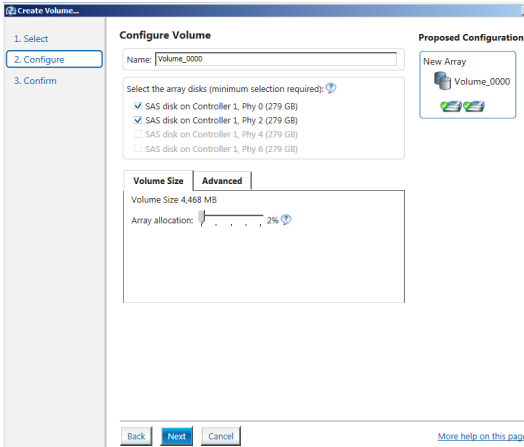 Create Volume...
1. Select
2. Configure
3. Confirm
Configure Volume
Name: Volume_0000
Select the array disks (minimum selection required):
SAS disk on Controller 1, Phy 0 (279 GB)
SAS disk on Controller 1, Phy 2 (279 GB)
SAS disk on Controller 1, Phy 4 (279 GB)
SAS disk on Controller 1, Phy 6 (279 GB)
Volume Size
Advanced
Volume Size 4,468 MB
Array allocation: 2%
Proposed Configuration
New Array
Volume_0000
Back
Next
Cancel
More help on this page